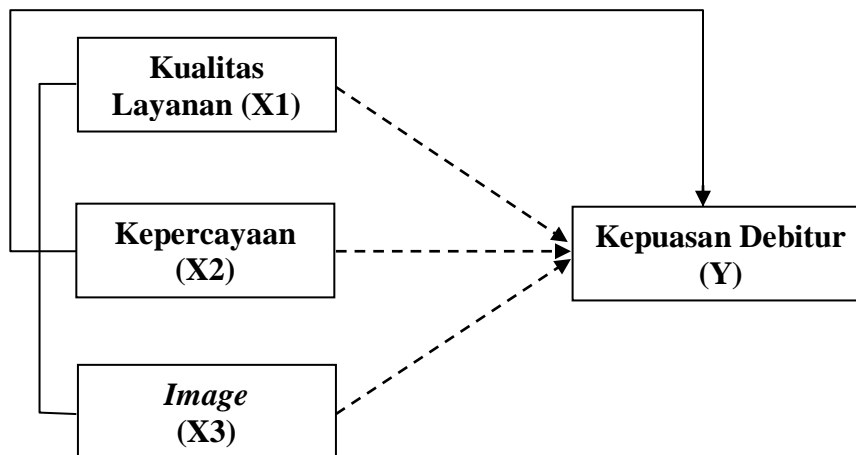 Kualitas
Layanan (X1)
Kepercayaan
(X2)
Kepuasan Debitur
(Y)
Image
(X3)